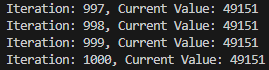 Iteration: 997, Current Value: 49151
Iteration: 998, Current Value: 49151
Iteration: 999, Current Value: 49151
Iteration: 1000, Current Value: 49151